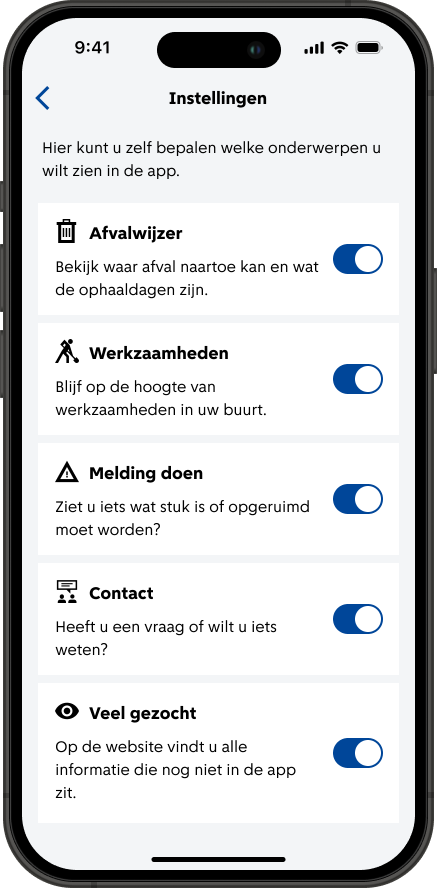 9:41
Instellingen
Hier kunt u zelf bepalen welke onderwerpen u
wilt zien in de app.
Afvalwijzer
Bekijk waar afval naartoe kan en wat
de ophaaldagen zijn.
Werkzaamheden
Blijf op de hoogte van
werkzaamheden in uw buurt.
Melding doen
Ziet u iets wat stuk is of opgeruimd
moet worden?
Contact
Heeft u een vraag of wilt u iets
weten?
Veel gezocht
Op de website vindt u alle
informatie die nog niet in de app
zit.